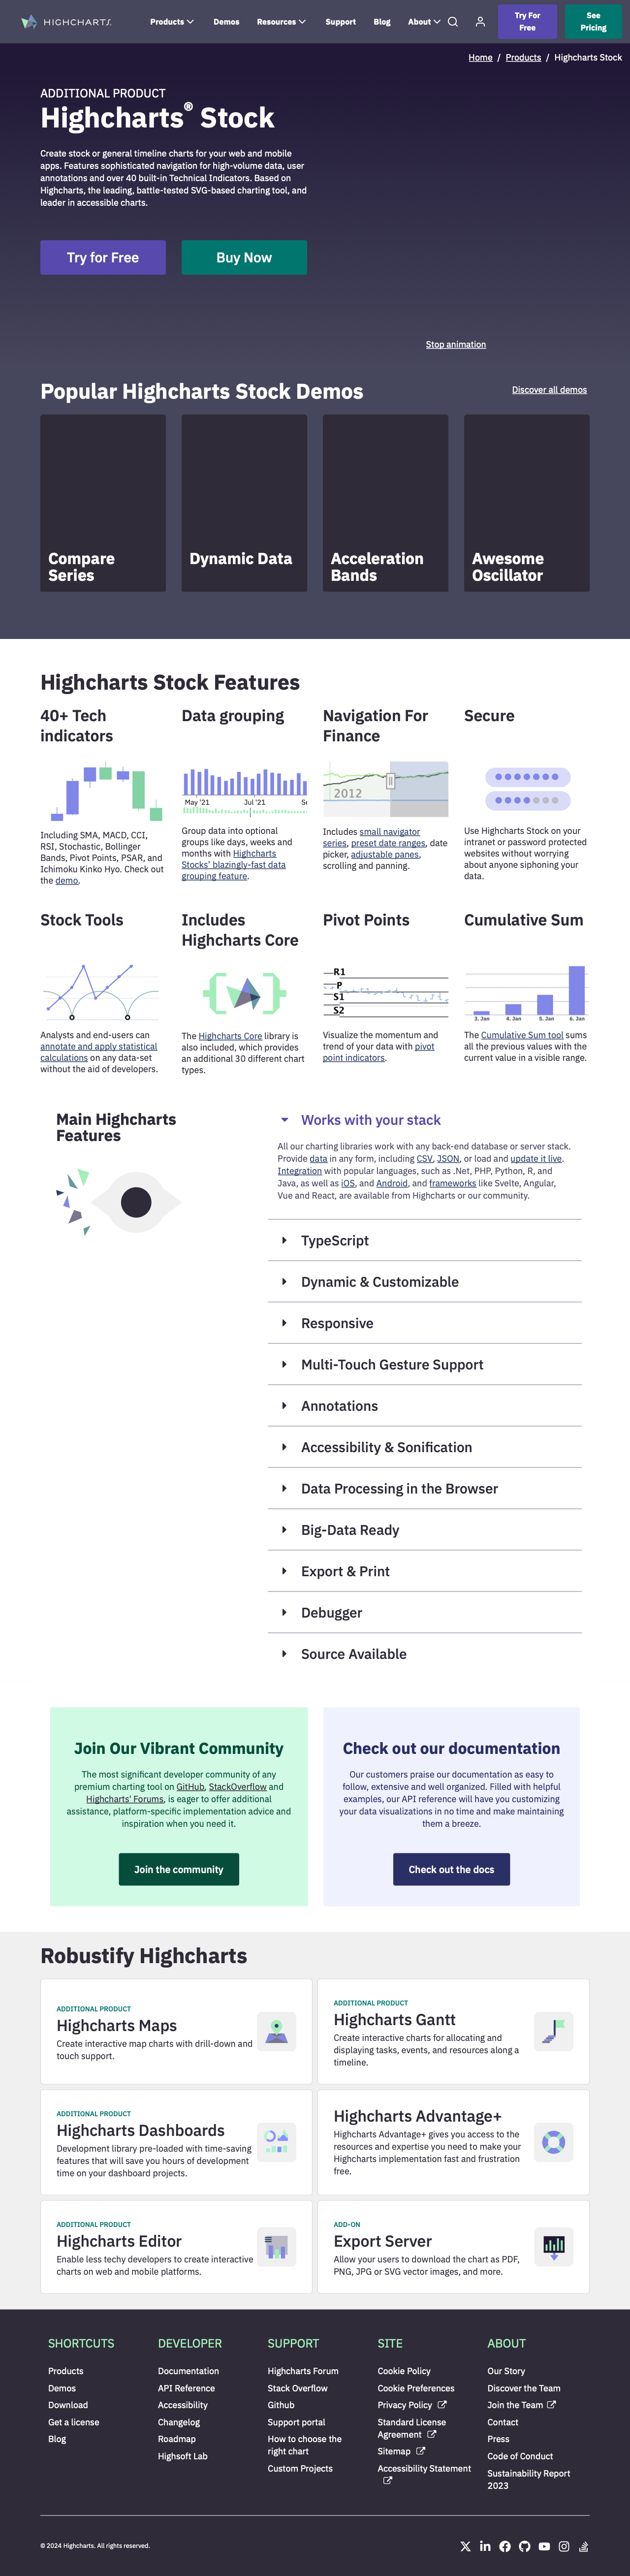 HIGHCHARTS
Products
Demos
Resources
Support
Blog
About
Try For
Free
See
Pricing
Home / Products / Highcharts Stock
ADDITIONAL PRODUCT
Highcharts® Stock
Create stock or general timeline charts for your web and mobile
apps. Features sophisticated navigation for high-volume data, user
annotations and over 40 built-in Technical Indicators. Based on
Highcharts, the leading, battle-tested SVG-based charting tool, and
leader in accessible charts.
Try for Free
Buy Now
Stop animation
Popular Highcharts Stock Demos
Discover all demos
Compare
Series
Dynamic Data
Acceleration
Bands
Awesome
Oscillator
Highcharts Stock Features
40+ Tech
indicators
Including SMA, MACD, CCI,
RSI, Stochastic, Bollinger
Bands, Pivot Points, PSAR, and
Ichimoku Kinko Hyo. Check out
the demo.
Data grouping
May '21
Jul '21
Se
Group data into optional
groups like days, weeks and
months with Highcharts
Stocks' blazingly-fast data
grouping feature.
Navigation For
Finance
2012
Includes small navigator
series, preset date ranges, date
picker, adjustable panes,
scrolling and panning.
Secure
Use Highcharts Stock on your
intranet or password protected
websites without worrying
about anyone siphoning your
data.
Stock Tools
Analysts and end-users can
annotate and apply statistical
calculations on any data-set
without the aid of developers.
Includes
Highcharts Core
The Highcharts Core library is
also included, which provides
an additional 30 different chart
types.
Pivot Points
R1
P
S1
S2
Visualize the momentum and
trend of your data with pivot
point indicators.
Cumulative Sum
3. Jan
4. Jan
5. Jan
6. Jan
The Cumulative Sum tool sums
all the previous values with the
current value in a visible range.
Main Highcharts
Features
Works with your stack
All our charting libraries work with any back-end database or server stack.
Provide data in any form, including CSV, JSON, or load and update it live.
Integration with popular languages, such as .Net, PHP, Python, R, and
Java, as well as iOS, and Android, and frameworks like Svelte, Angular,
Vue and React, are available from Highcharts or our community.
TypeScript
Dynamic & Customizable
Responsive
Multi-Touch Gesture Support
Annotations
Accessibility & Sonification
Data Processing in the Browser
Big-Data Ready
Export & Print
Debugger
Source Available
Join Our Vibrant Community
The most significant developer community of any
premium charting tool on GitHub, StackOverflow and
Highcharts' Forums, is eager to offer additional
assistance, platform-specific implementation advice and
inspiration when you need it.
Join the community
Check out our documentation
Our customers praise our documentation as easy to
follow, extensive and well organized. Filled with helpful
examples, our API reference will have you customizing
your data visualizations in no time and make maintaining
them a breeze.
Check out the docs
Robustify Highcharts
ADDITIONAL PRODUCT
Highcharts Maps
Create interactive map charts with drill-down and
touch support.
ADDITIONAL PRODUCT
Highcharts Gantt
Create interactive charts for allocating and
displaying tasks, events, and resources along a
timeline.
ADDITIONAL PRODUCT
Highcharts Dashboards
Development library pre-loaded with time-saving
features that will save you hours of development
time on your dashboard projects.
Highcharts Advantage+
Highcharts Advantage+ gives you access to the
resources and expertise you need to make your
Highcharts implementation fast and frustration
free.
ADDITIONAL PRODUCT
Highcharts Editor
Enable less techy developers to create interactive
charts on web and mobile platforms.
ADD-ON
Export Server
Allow your users to download the chart as PDF,
PNG, JPG or SVG vector images, and more.
SHORTCUTS
Products
Demos
Download
Get a license
Blog
DEVELOPER
Documentation
API Reference
Accessibility
Changelog
Roadmap
Highsoft Lab
SUPPORT
Highcharts Forum
Stack Overflow
Github
Support portal
How to choose the
right chart
Custom Projects
SITE
Cookie Policy
Cookie Preferences
Privacy Policy
Standard License
Agreement
Sitemap
Accessibility Statement
ABOUT
Our Story
Discover the Team
Join the Team
Contact
Press
Code of Conduct
Sustainability Report
2023
© 2024 Highcharts. All rights reserved.